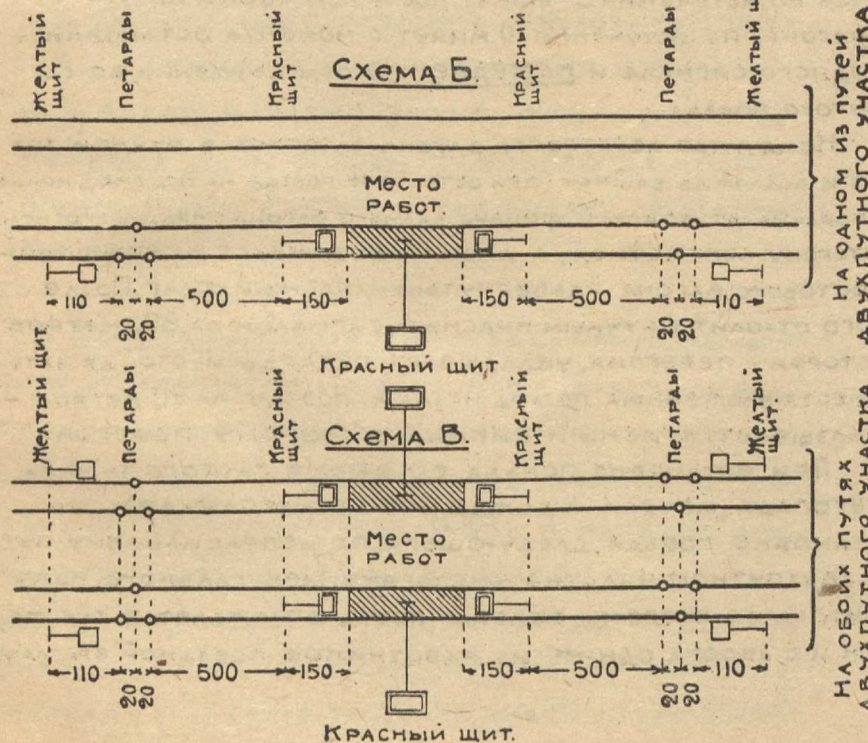 Желтый
щит
Петарды
Красный
щит
Схема Б.
Красный
щит
Петарды
Желтый
Место
работ
110
20
20
500
150
150
500
20
20
110
Красный щит
На одном из путей
двухпутного участка
Желтый щит
Петарды
Красный
щит
Схема В.
Красный
щит
Петарды
Желтый
щит
Место
работ
110
20
20
500
150
150
500
20
20
110
Красный щит.
На обоих путях
двухпутного участка